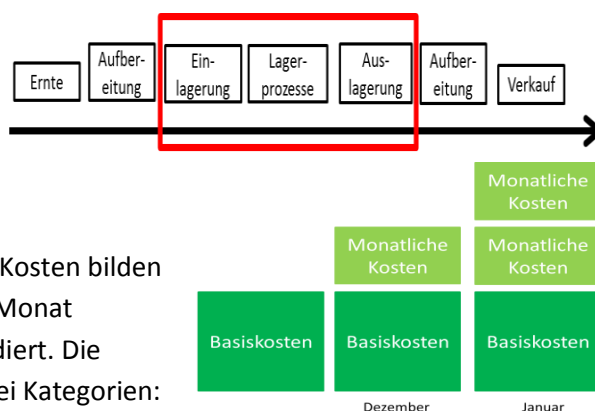 Ernte
Aufber-
eitung
Ein-
lagerung
Lager-
prozesse
Aus-
lagerung
Aufber-
eitung
Verkauf
Monatliche
Kosten
Monatliche
Kosten
Monatliche
Kosten
Kosten bilden
Monat
diert. Die
ei Kategorien:
Basiskosten
Basiskosten
Basiskosten
Dezember
Januar